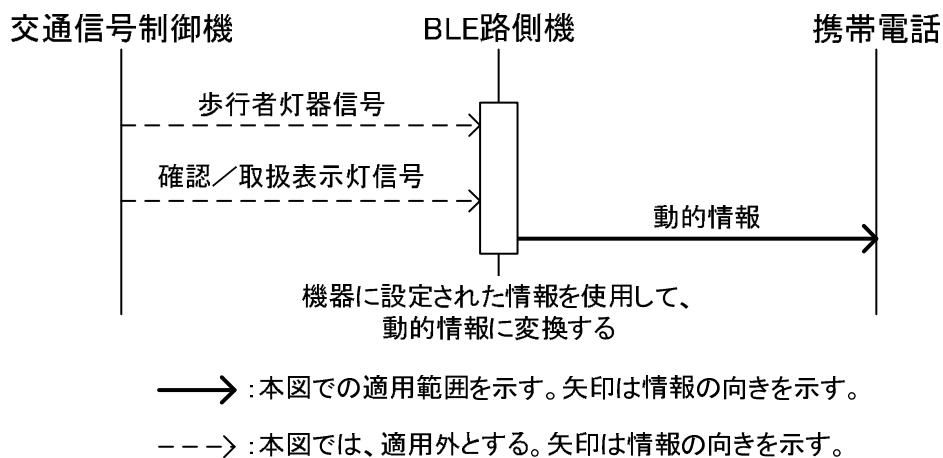 交通信号制御機
BLE路側機
携帯電話
歩行者灯器信号
確認／取扱表示灯信号
動的情報
機器に設定された情報を使用して、
動的情報に変換する
:本図での適用範囲を示す。矢印は情報の向きを示す。
:本図では、適用外とする。矢印は情報の向きを示す。